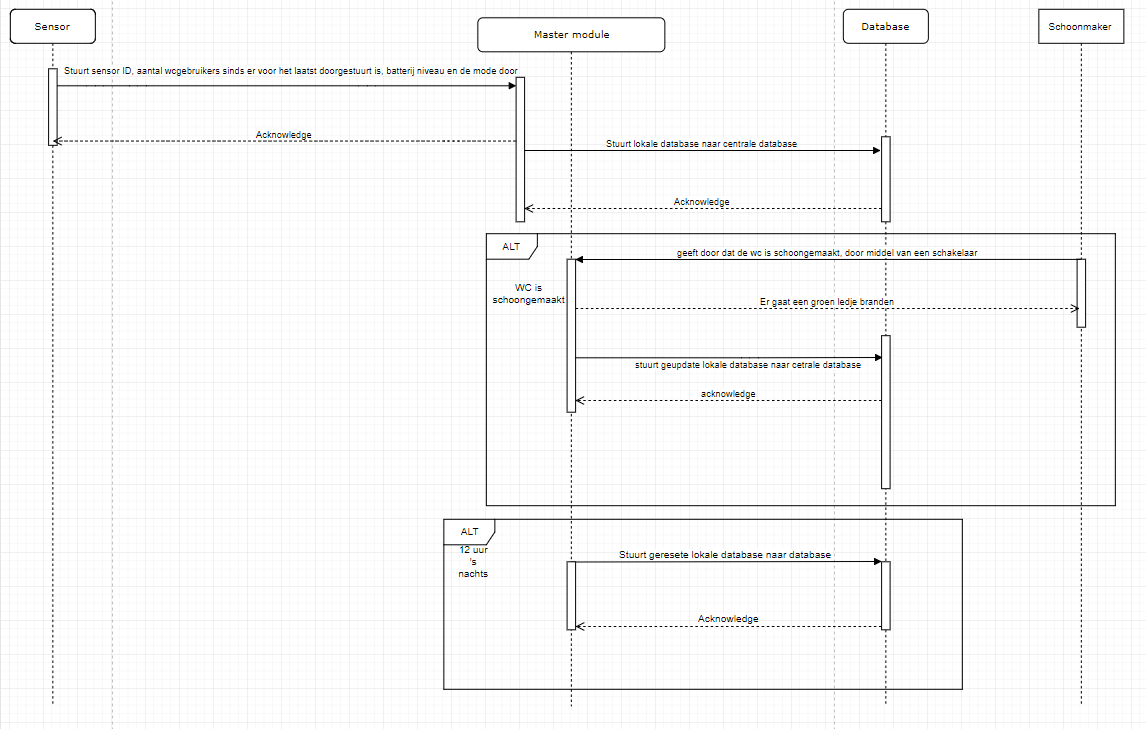 Sensor
Master module
Database
Schoonmaker
Stuurt sensor ID, aantal wcgebruikers sinds er voor het laatst doorgestuurt is, batterij niveau en de mode door
Acknowledge
Stuurt lokale database naar centrale database
Acknowledge
ALT
geeft door dat de wc is schoongemaakt, door middel van een schakelaar
WC is
schoongemaakt
Er gaat een groen ledje branden
stuurt geupdate lokale database naar cetrale database
acknowledge
ALT
12 uur
's
nachts
Stuurt geresete lokale database naar database
Acknowledge